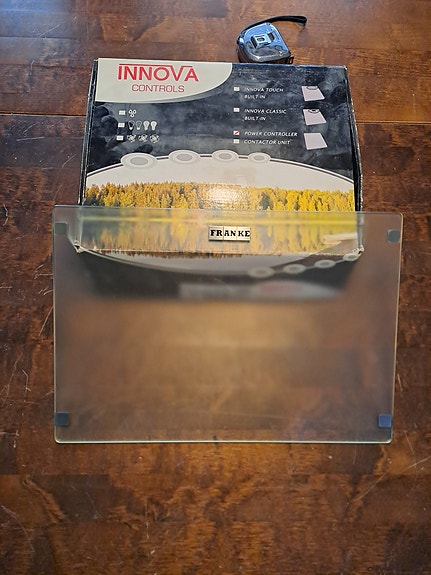 INNOVA
CONTROLS
INNOVA TOUCH
BUILT-IN
INNOVA CLASSIC
BUILT-IN
POWER CONTROLLER
CONTACTOR UNIT
FRANKE